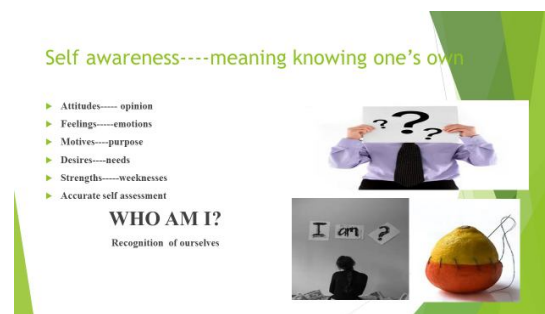 Self awareness----meaning knowing one's own
Attitudes----- opinion
Feelings-----emotions
Motives----purpose
Desires----needs
Strengths-----weeknesses
Accurate self assessment
WHO AM I?
Recognition of ourselves
? ? ?
I am ?